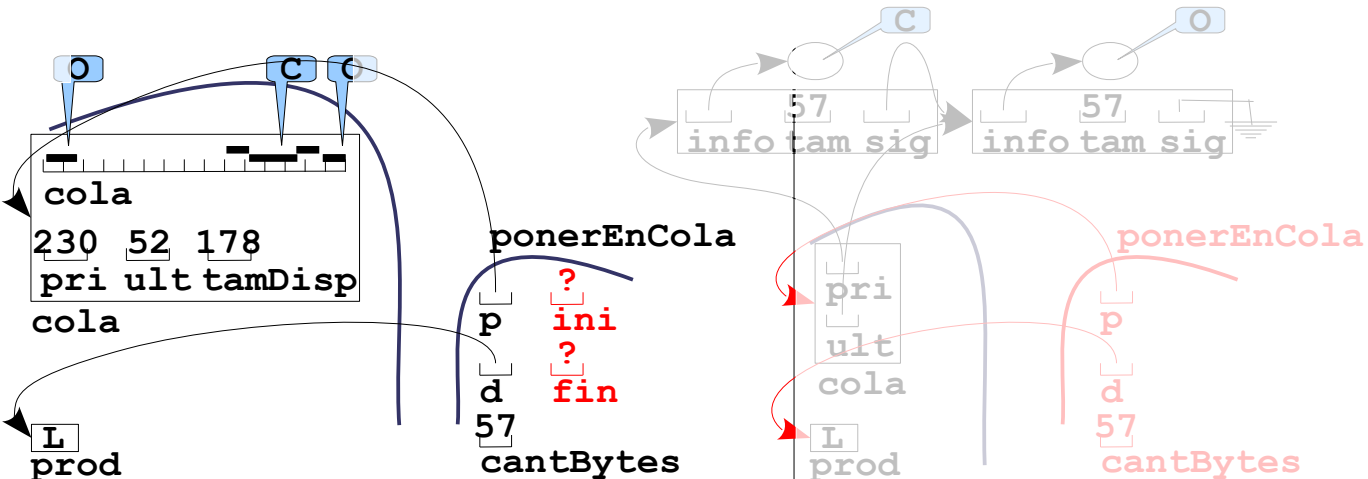 O C O
cola
230 52 178
pri ult tamDisp
cola
ponerEnCola
? 
p ini
?
d fin
57
cantBytes
L
prod
C O
57 57
info tam sig info tam sig
pri
ult
cola
L
prod
ponerEnCola
p
d
57
cantBytes